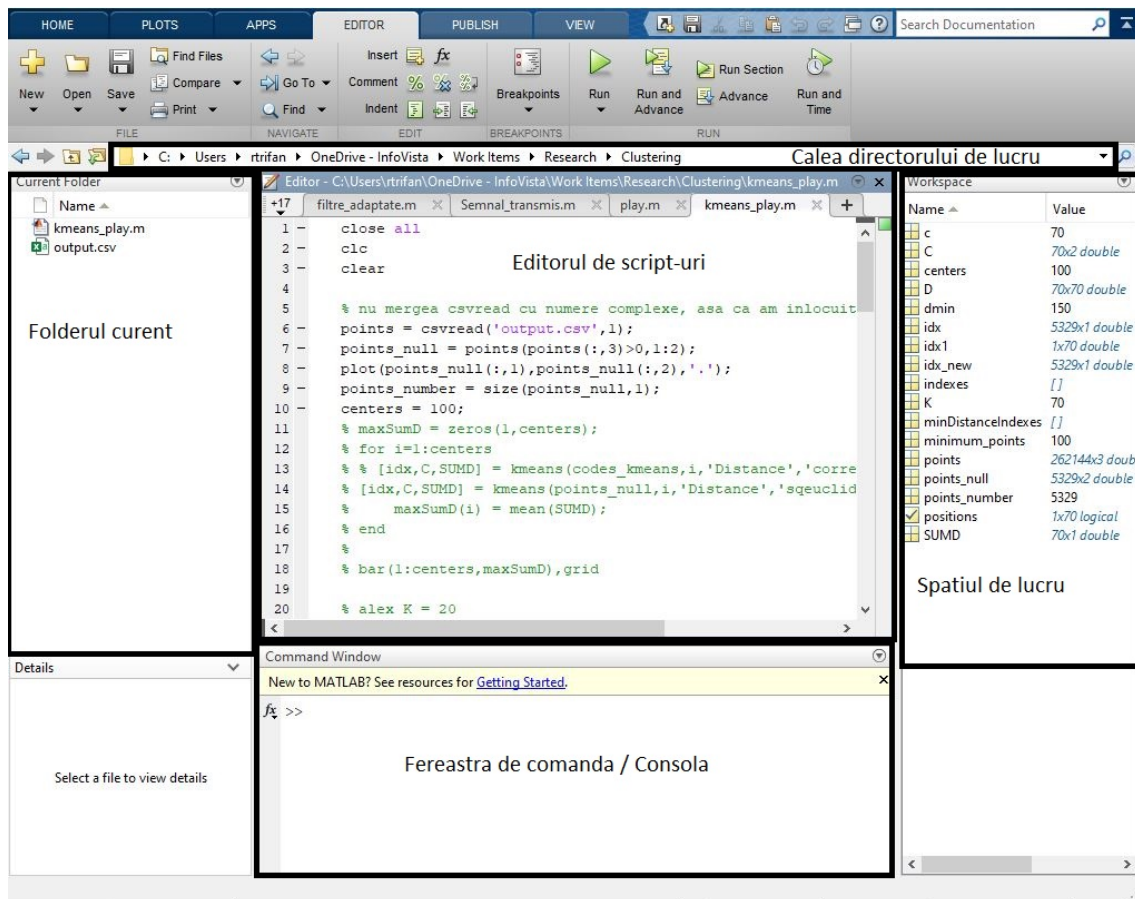 HOME PLOTS APPS EDITOR PUBLISH VIEW Search Documentation
New Open Save Find Files Compare Print
FILE
Go To Find
NAVIGATE
Insert fx
Comment
Indent
EDIT
Breakpoints
BREAKPOINTS
Run Run and Advance Run Section Advance Run and Time
RUN
C: Users rtrifan OneDrive - InfoVista Work Items Research Clustering Calea directorului de lucru
Current Folder
Name
kmeans_play.m
output.csv
Folderul curent
Details
Select a file to view details
Editor - C:\Users\rtrifan\OneDrive - InfoVista\Work Items\Research\Clustering\kmeans_play.m
+17 filtre_adaptate.m Semnal_transmis.m play.m kmeans_play.m +
1 - close all
2 - clc
3 - clear
4
5 % nu mergea csvread cu numere complexe, asa ca am inlocuit
6 - points = csvread('output.csv',1);
7 - points_null = points(points(:,3)>0,1:2);
8 - plot(points_null(:,1),points_null(:,2),'.');
9 - points_number = size(points_null,1);
10 - centers = 100;
11 % maxSumD = zeros(1,centers);
12 % for i=1:centers
13 % % [idx,C,SUMD] = kmeans(codes_kmeans,i,'Distance','corre
14 % [idx,C,SUMD] = kmeans(points_null,i,'Distance','sqeuclid
15 % maxSumD(i) = mean(SUMD);
16 % end
17 %
18 % bar(1:centers,maxSumD),grid
19
20 % alex K = 20
Editorul de script-uri
Command Window
New to MATLAB? See resources for Getting Started.
fx >>
Fereastra de comanda / Consola
Workspace
Name Value
c 70
C 70x2 double
centers 100
D 70x70 double
dmin 150
idx 5329x1 double
idx1 1x70 double
idx_new 5329x1 double
indexes []
K 70
minDistanceIndexes []
minimum_points 100
points 262144x3 doub
points_null 5329x2 double
points_number 5329
positions 1x70 logical
SUMD 70x1 double
Spatiul de lucru